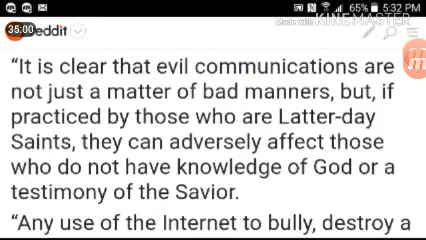 65% 5:32 PM
Made with KINEMASTER
35:00 eddit
“It is clear that evil communications are
not just a matter of bad manners, but, if
practiced by those who are Latter-day
Saints, they can adversely affect those
who do not have knowledge of God or a
testimony of the Savior.
“Any use of the Internet to bully, destroy a